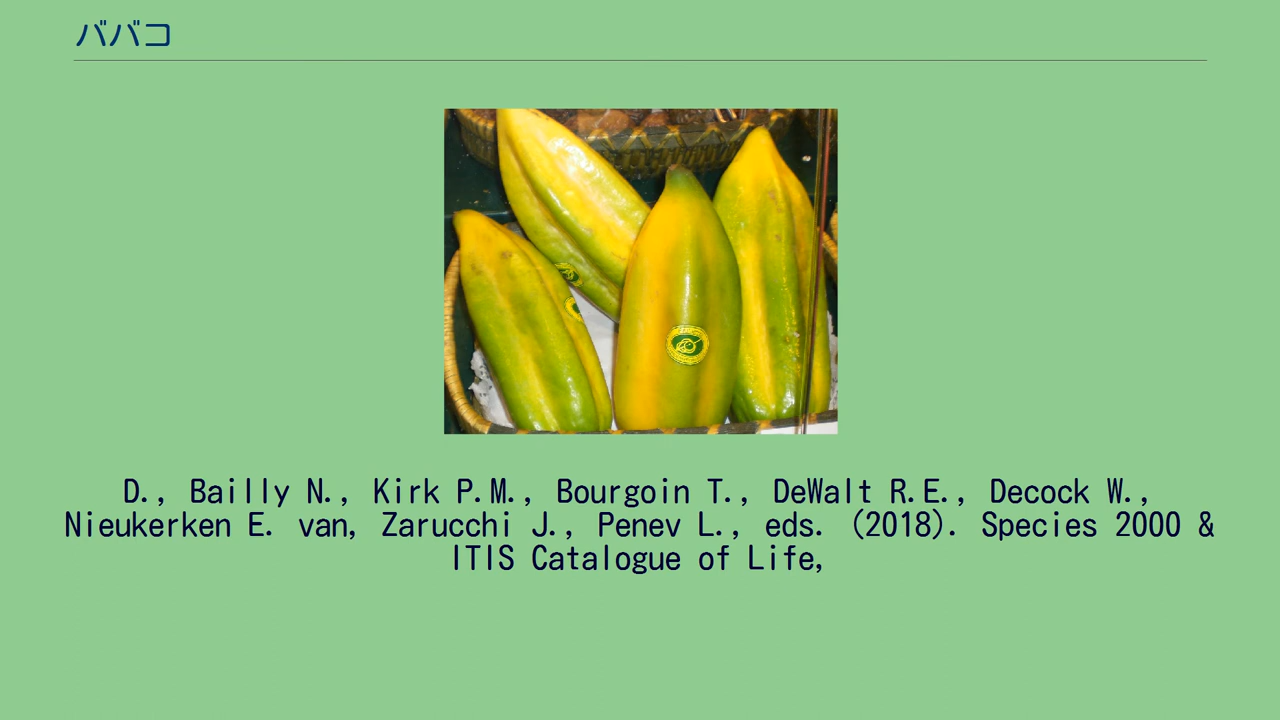 ババコ
D., Bailly N., Kirk P.M., Bourgoin T., DeWalt R.E., Decock W.,
Nieukerken E. van, Zarucchi J., Penev L., eds. (2018). Species 2000 &
ITIS Catalogue of Life,